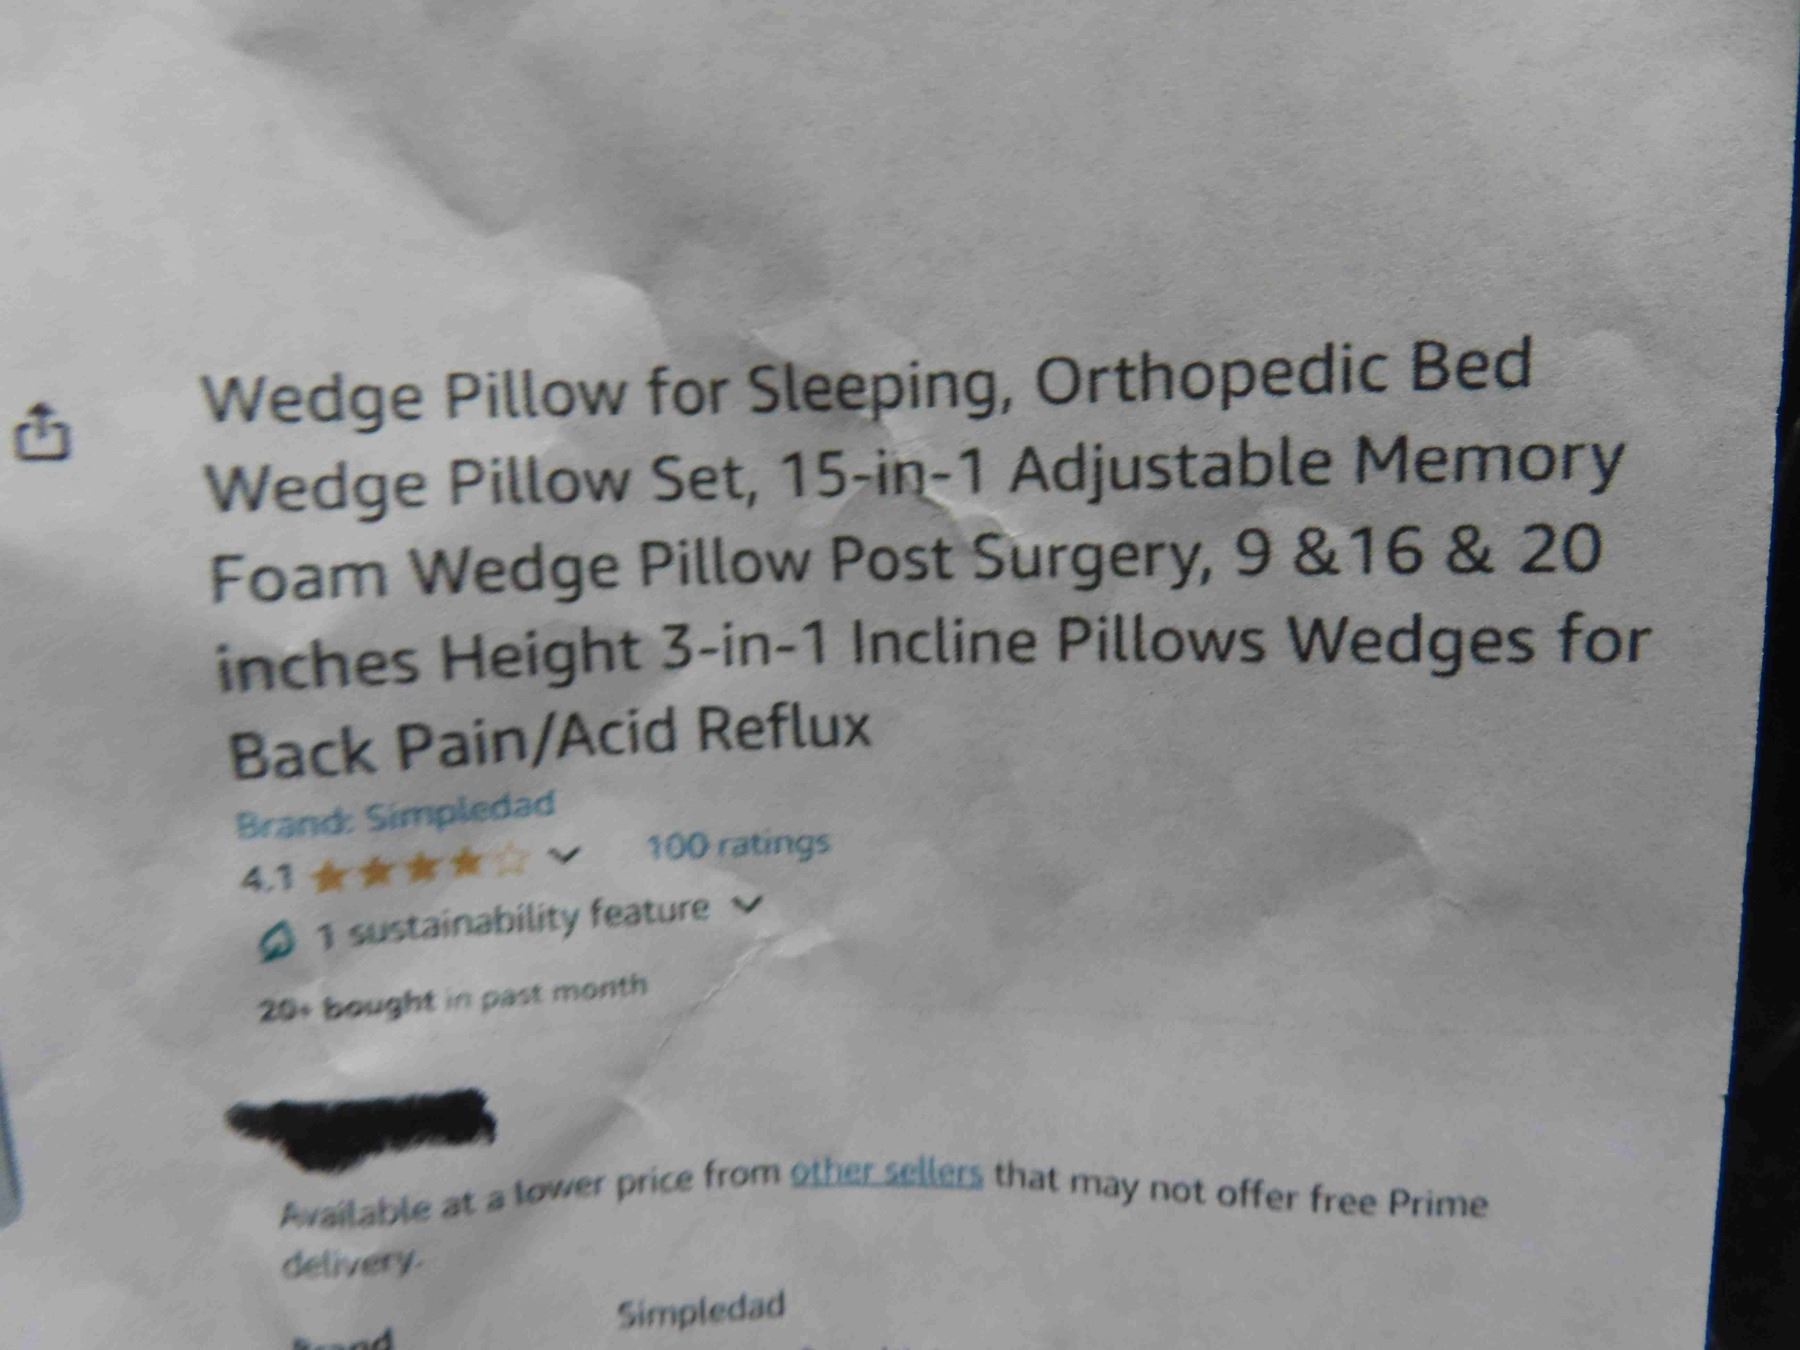 Wedge Pillow for Sleeping, Orthopedic Bed
Wedge Pillow Set, 15-in-1 Adjustable Memory
Foam Wedge Pillow Post Surgery, 9 &16 & 20
inches Height 3-in-1 Incline Pillows Wedges for
Back Pain/Acid Reflux
Brand: Simpledad
4.1 100 ratings
1 sustainability feature
20+ bought in past month
Available at a lower price from other sellers that may not offer free Prime
delivery.
Brand Simpledad